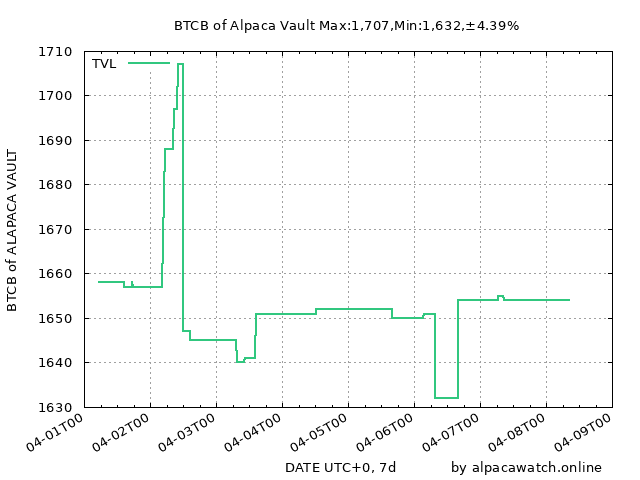 BTCB of Alpaca Vault Max:1,707,Min:1,632,±4.39%
TVL
1710
1700
1690
1680
1670
1660
1650
1640
1630
BTCB of ALAPACA VAULT
04-01T00
04-02T00
04-03T00
04-04T00
04-05T00
04-06T00
04-07T00
04-08T00
04-09T00
DATE UTC+0, 7d
by alpacawatch.online